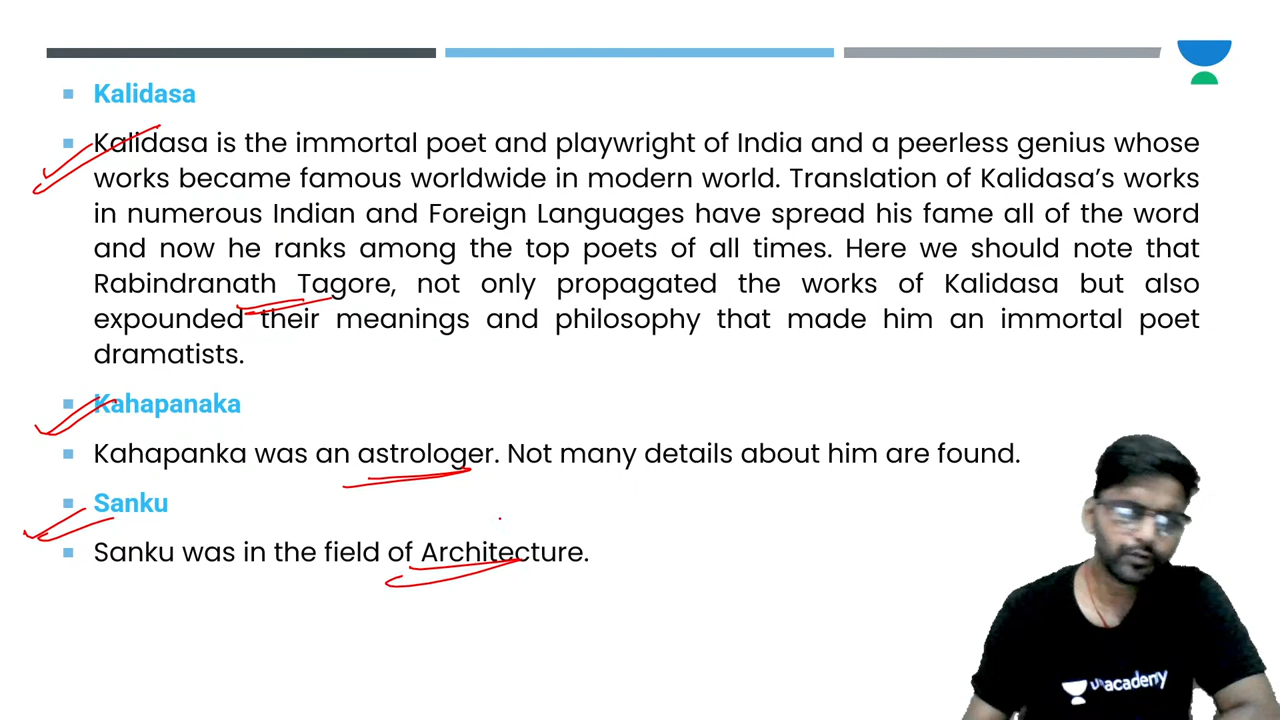 Kalidasa
Kalidasa is the immortal poet and playwright of India and a peerless genius whose
works became famous worldwide in modern world. Translation of Kalidasa’s works
in numerous Indian and Foreign Languages have spread his fame all of the word
and now he ranks among the top poets of all times. Here we should note that
Rabindranath Tagore, not only propagated the works of Kalidasa but also
expounded their meanings and philosophy that made him an immortal poet
dramatists.
Kahapanaka
Kahapanka was an astrologer. Not many details about him are found.
Sanku
Sanku was in the field of Architecture.
unacademy